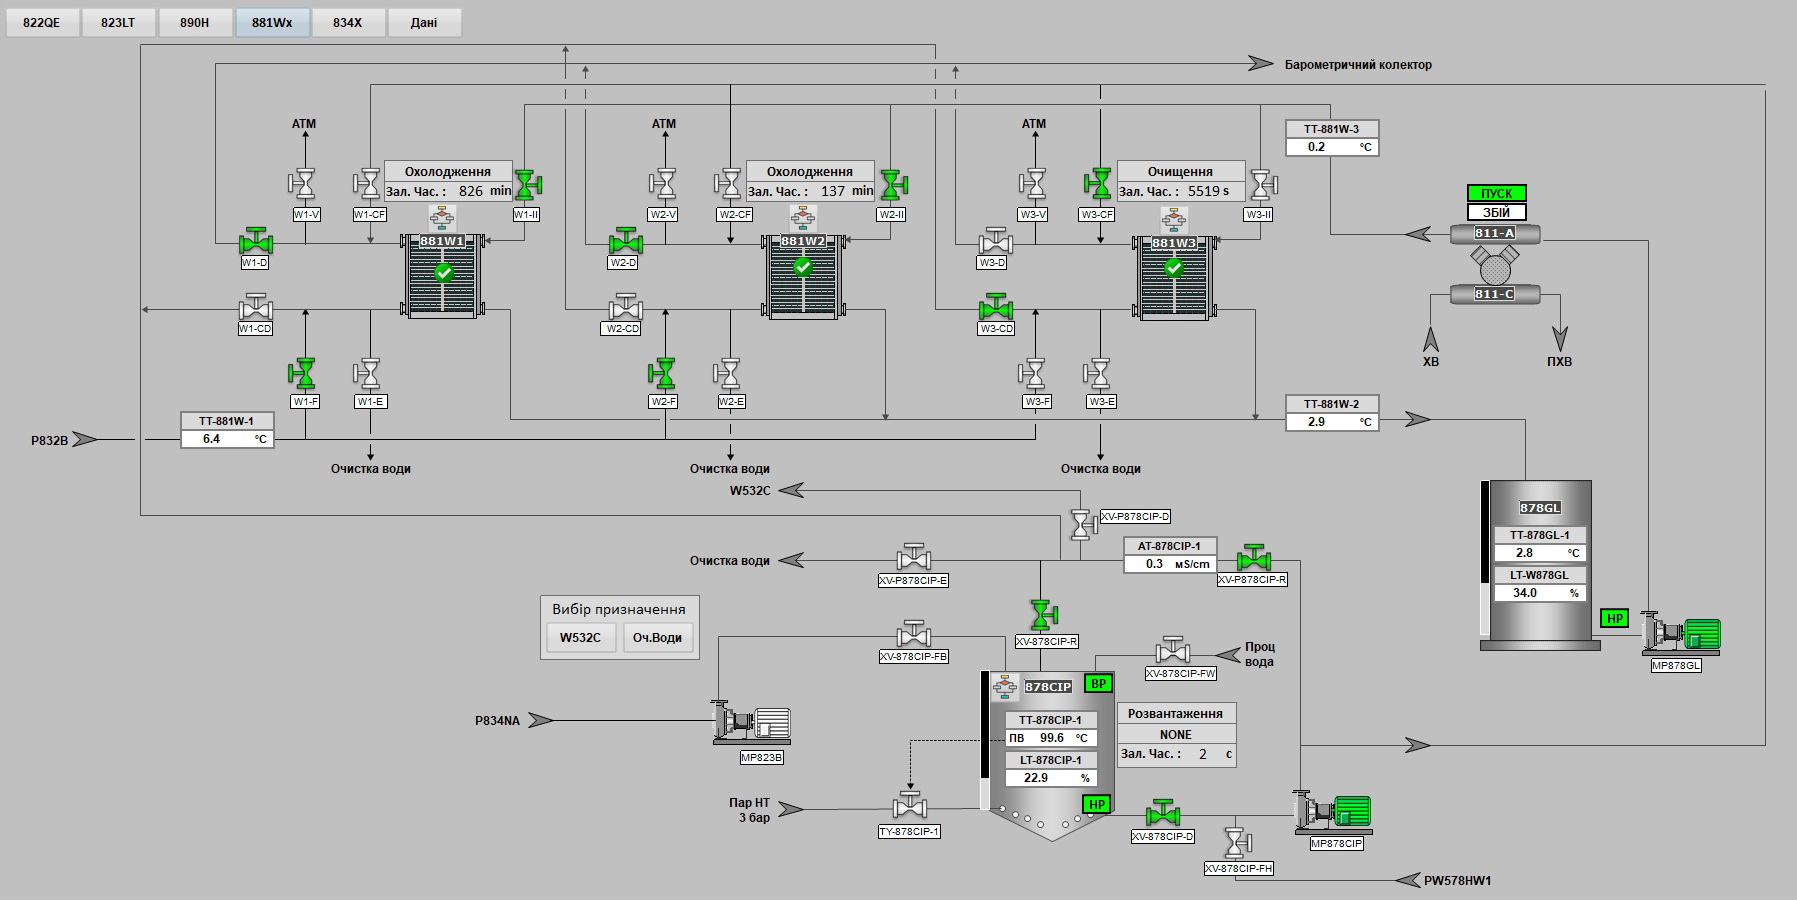 822QE
823LT
890H
881Wx
834X
Дані
Барометричний колектор
ATM
ATM
ATM
TT-881W-3
0.2 °C
Охолодження
Зал. Час. : 826 min
Охолодження
Зал. Час. : 137 min
Очищення
Зал. Час. : 5519 s
ПУСК
ЗБІЙ
W1-V
W1-CF
W1-II
W2-V
W2-CF
W2-II
W3-V
W3-CF
W3-II
811-A
881W1
881W2
881W3
W1-D
W2-D
W3-D
811-C
W1-CD
W2-CD
W3-CD
ХВ
ПХВ
W1-F
W1-E
W2-F
W2-E
W3-F
W3-E
TT-881W-1
6.4 °C
TT-881W-2
2.9 °C
P832B
Очистка води
Очистка води
Очистка води
W532C
XV-P878CIP-D
878GL
TT-878GL-1
2.8 °C
LT-W878GL
34.0 %
Очистка води
XV-P878CIP-E
AT-878CIP-1
0.3 мS/cm
XV-P878CIP-R
Вибір призначення
W532C
Оч.Води
HP
MP878GL
XV-878CIP-R
XV-878CIP-FB
Проц
вода
XV-878CIP-FW
878CIP
BP
TT-878CIP-1
ПВ 99.6 °C
LT-878CIP-1
22.9 %
HP
Розвантаження
NONE
Зал. Час. : 2 с
P834NA
MP823B
Пар НТ
3 бар
TY-878CIP-1
XV-878CIP-D
MP878CIP
XV-878CIP-FH
PW578HW1